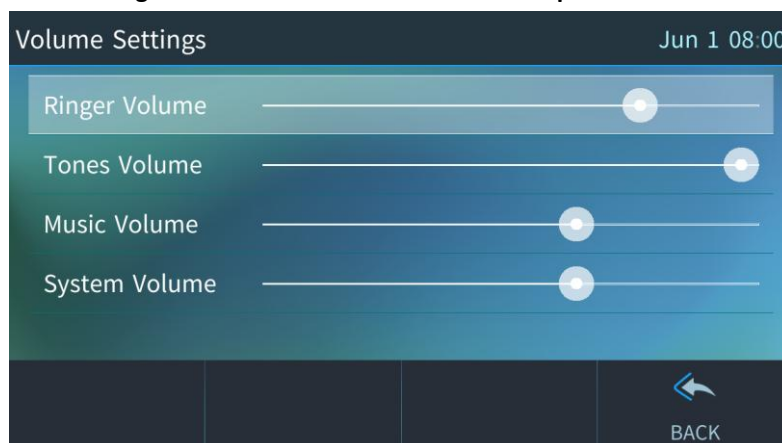 Volume Settings Jun 1 08:00
Ringer Volume
Tones Volume
Music Volume
System Volume
BACK